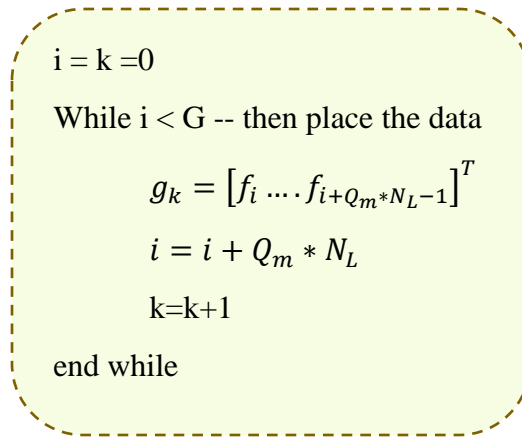 i = k =0
While i < G -- then place the data
g_k = [f_i …. f_{i+Q_m*N_L−1}]^T
i = i + Q_m * N_L
k=k+1
end while